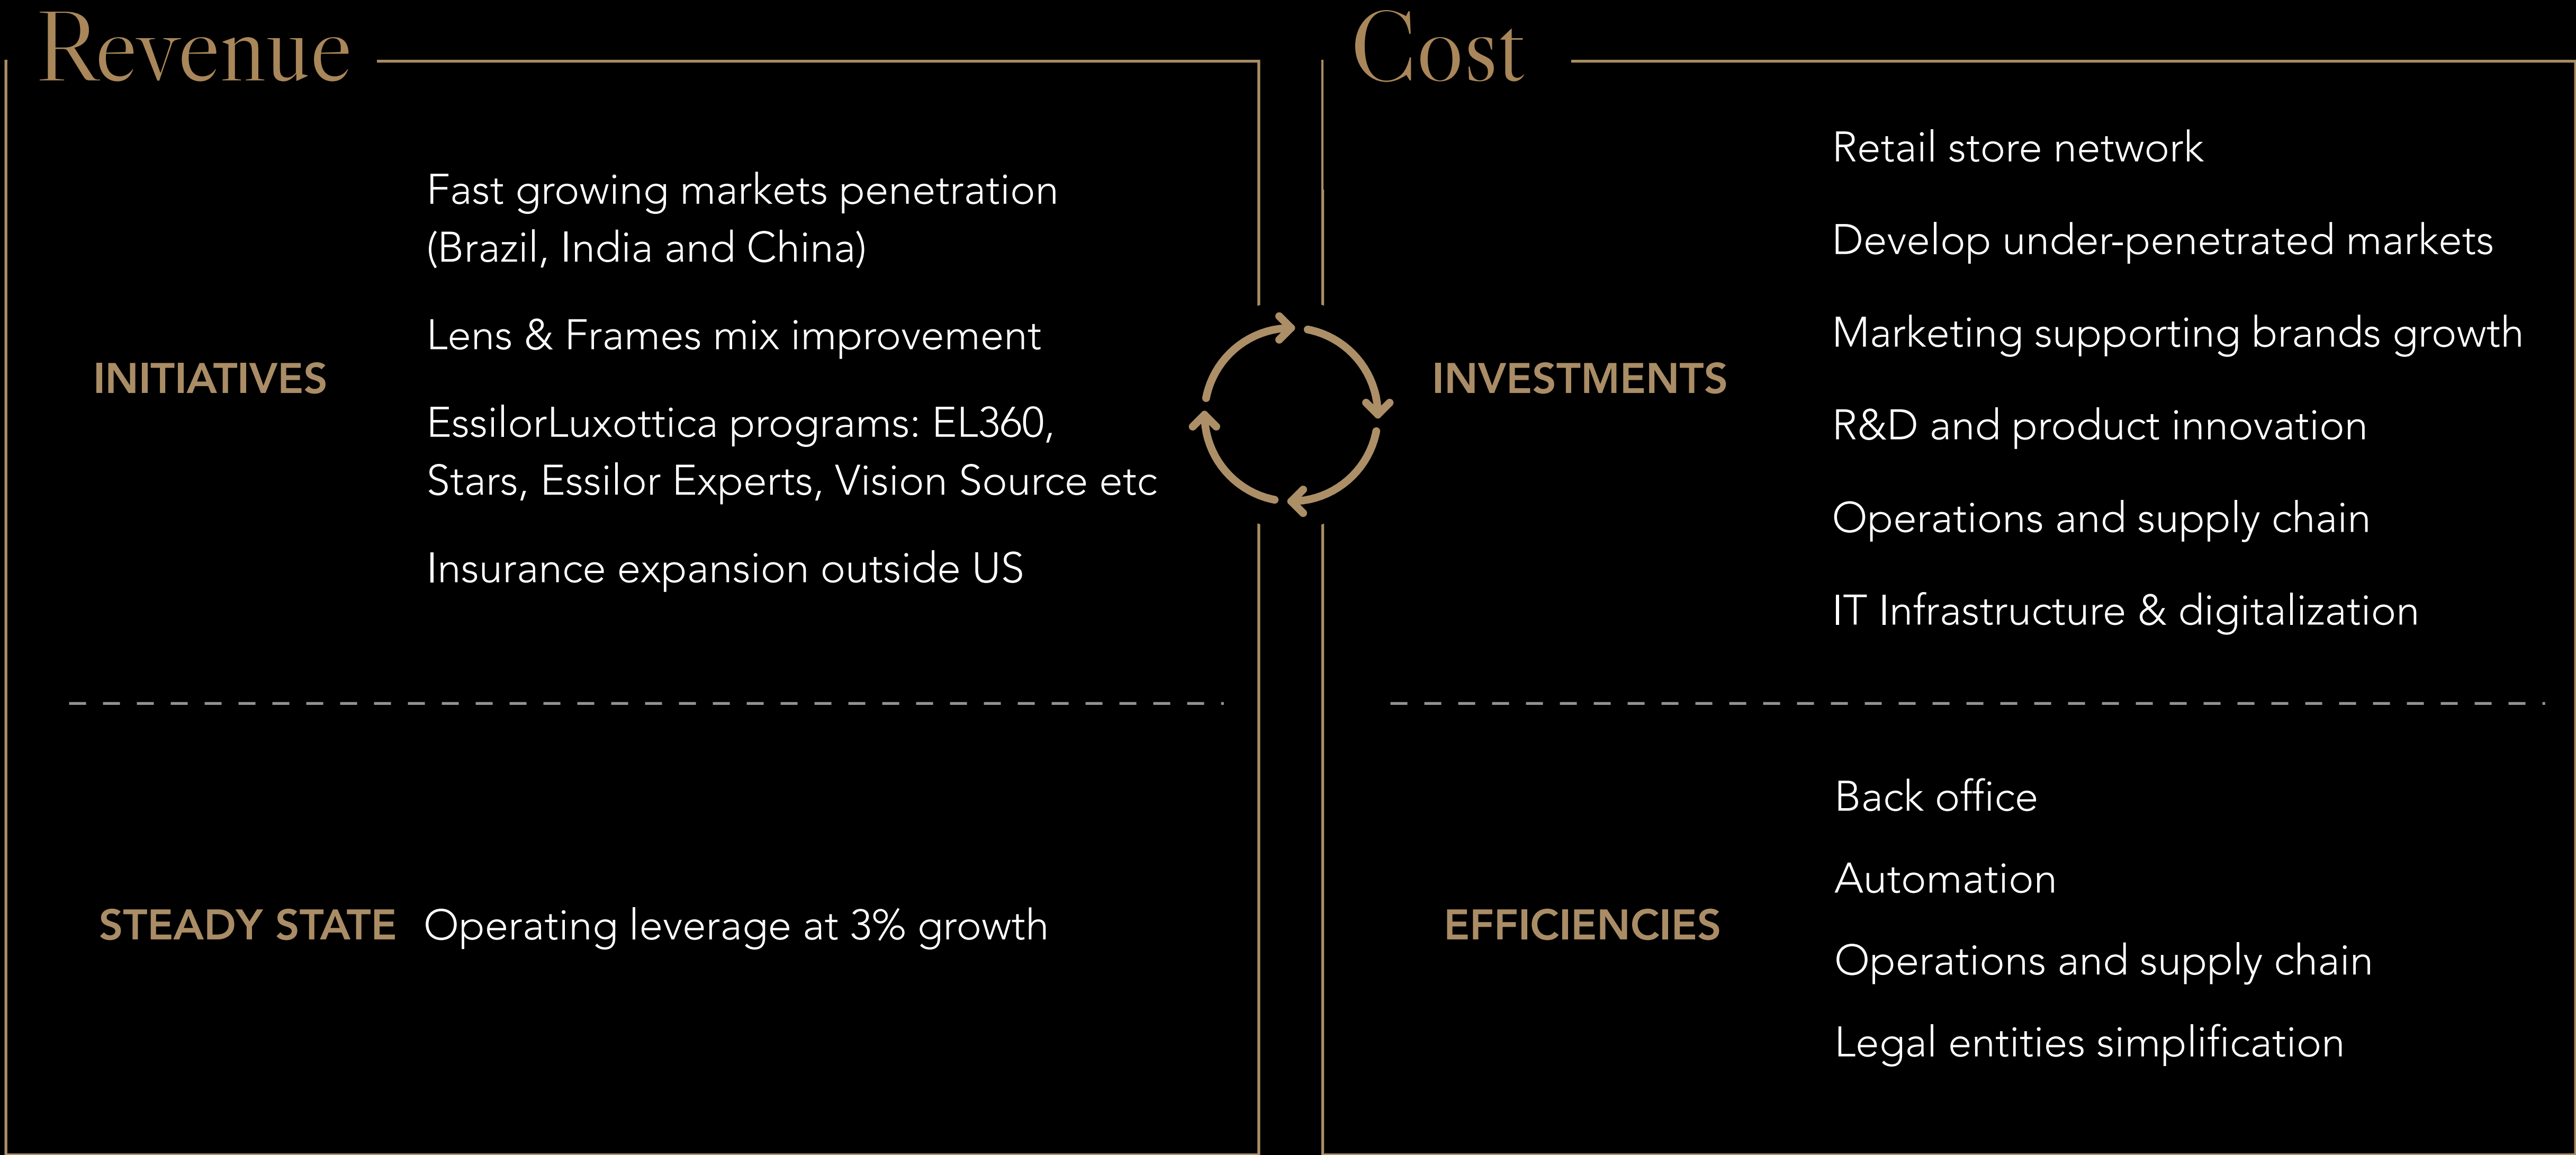 Revenue
INITIATIVES
Fast growing markets penetration
(Brazil, India and China)
Lens & Frames mix improvement
EssilorLuxottica programs: EL360,
Stars, Essilor Experts, Vision Source etc
Insurance expansion outside US
STEADY STATE
Operating leverage at 3% growth
Cost
INVESTMENTS
Retail store network
Develop under-penetrated markets
Marketing supporting brands growth
R&D and product innovation
Operations and supply chain
IT Infrastructure & digitalization
EFFICIENCIES
Back office
Automation
Operations and supply chain
Legal entities simplification